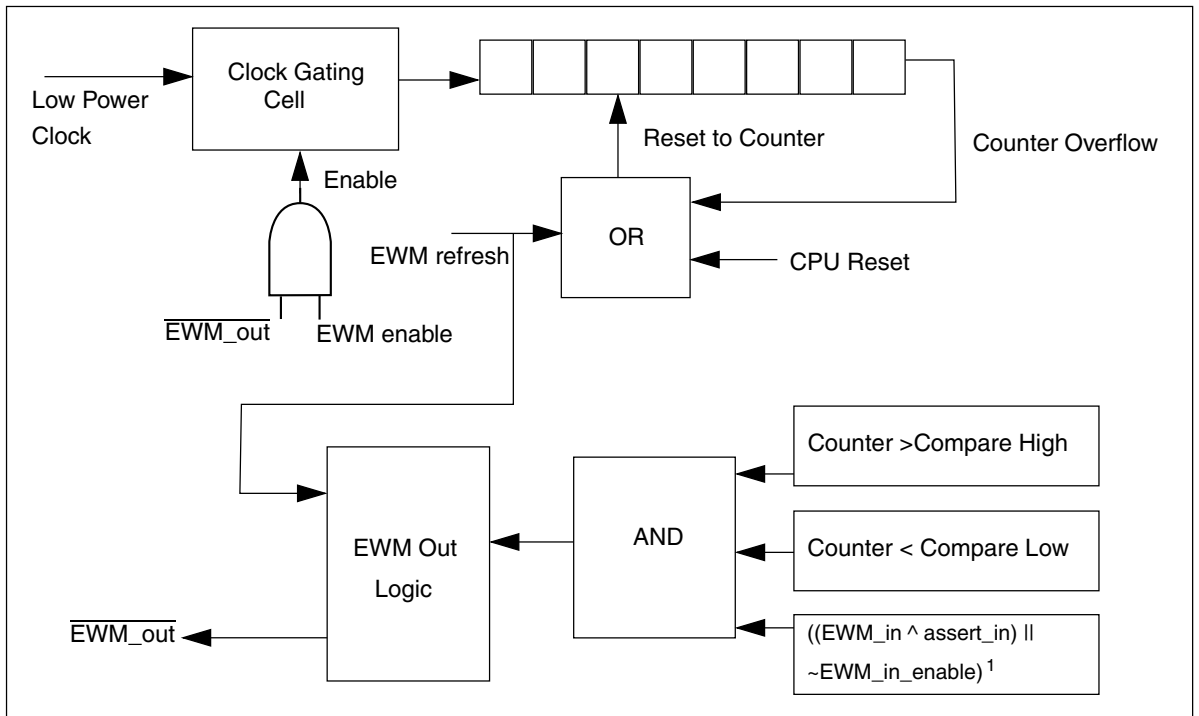 Low Power
Clock
Clock Gating
Cell
Enable
EWM_out
EWM enable
Reset to Counter
Counter Overflow
EWM refresh
OR
CPU Reset
EWM Out
Logic
EWM_out
AND
Counter >Compare High
Counter < Compare Low
((EWM_in ^ assert_in) ||
~EWM_in_enable) 1